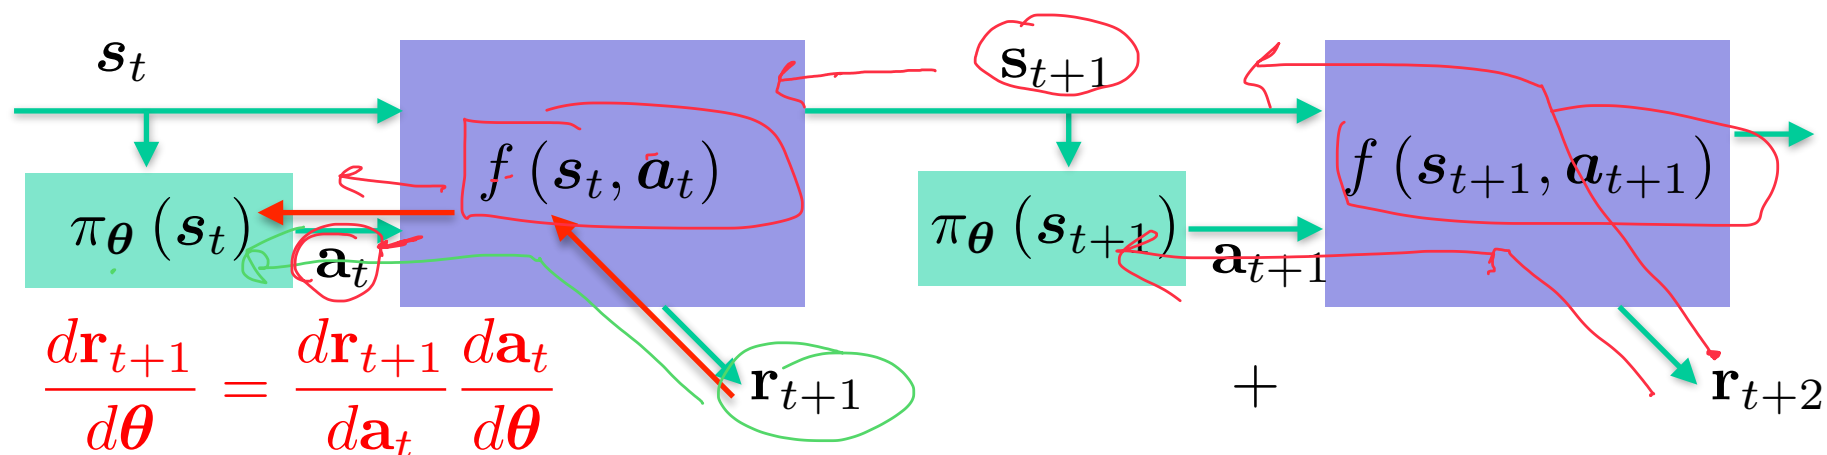 s_t
s_{t+1}
f (s_t, a_t)
f (s_{t+1}, a_{t+1})
π_θ (s_t)
a_t
π_θ (s_{t+1})
a_{t+1}
dr_{t+1}/dθ = dr_{t+1}/da_t da_t/dθ
r_{t+1}
+
r_{t+2}